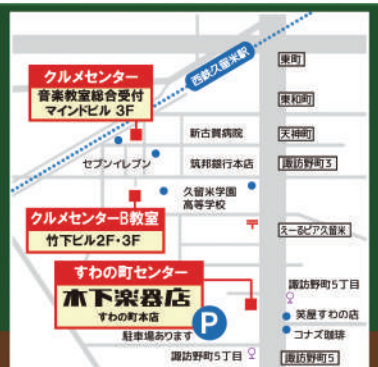 西鉄久留米駅
東町
クルメセンター
音楽教室総合受付
マインドビル 3F
東和町
新古賀病院
天神町
セブンイレブン
筑邦銀行本店
諏訪野町3
久留米学園
高等学校
クルメセンターB教室
竹下ビル2F・3F
えーるピア久留米
すわの町センター
木下楽器店
すわの町本店
諏訪野町5丁目
P
笑屋すわの店
駐車場あります
コナズ珈琲
諏訪野町5丁目
諏訪野町5